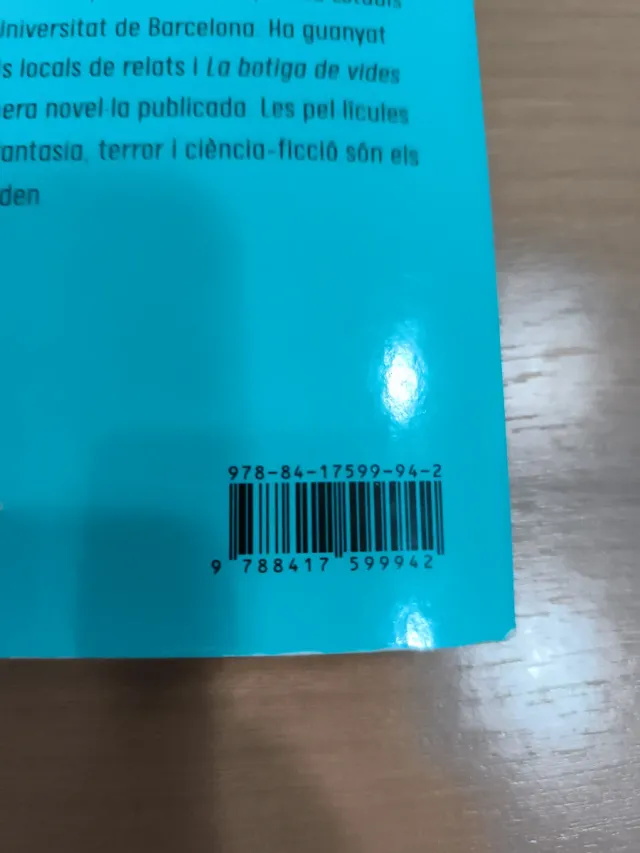 Universitat de Barcelona. Ha guanyat
locals de relats i La botiga de vides
novel·la publicada. Les pel·lícules
terror i ciència-ficció són els
978-84-17599-94-2
9 788417 599942